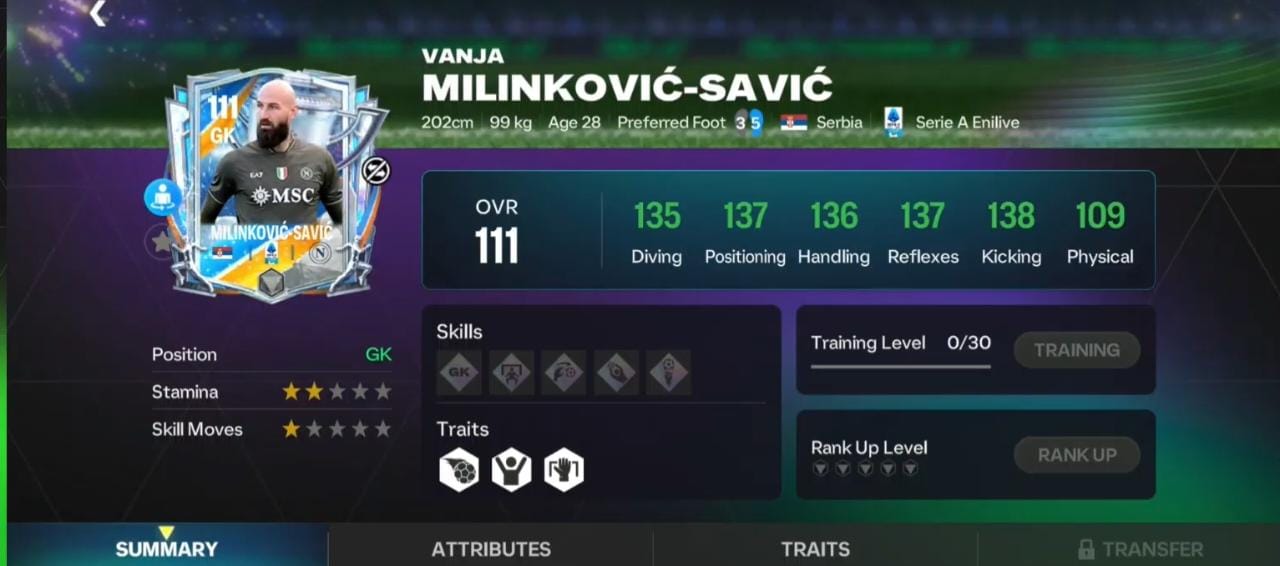 VANJA
MILINKOVIĆ-SAVIĆ
202cm 99 kg Age 28 Preferred Foot 3 5 Serbia Serie A Enilive
111
GK
EA7
MSC
MILINKOVIĆ-SAVIĆ
N
OVR
111
135 137 136 137 138 109
Diving Positioning Handling Reflexes Kicking Physical
Position GK
Stamina
Skill Moves
Skills
GK
Traits
Training Level 0/30 TRAINING
Rank Up Level RANK UP
SUMMARY ATTRIBUTES TRAITS TRANSFER